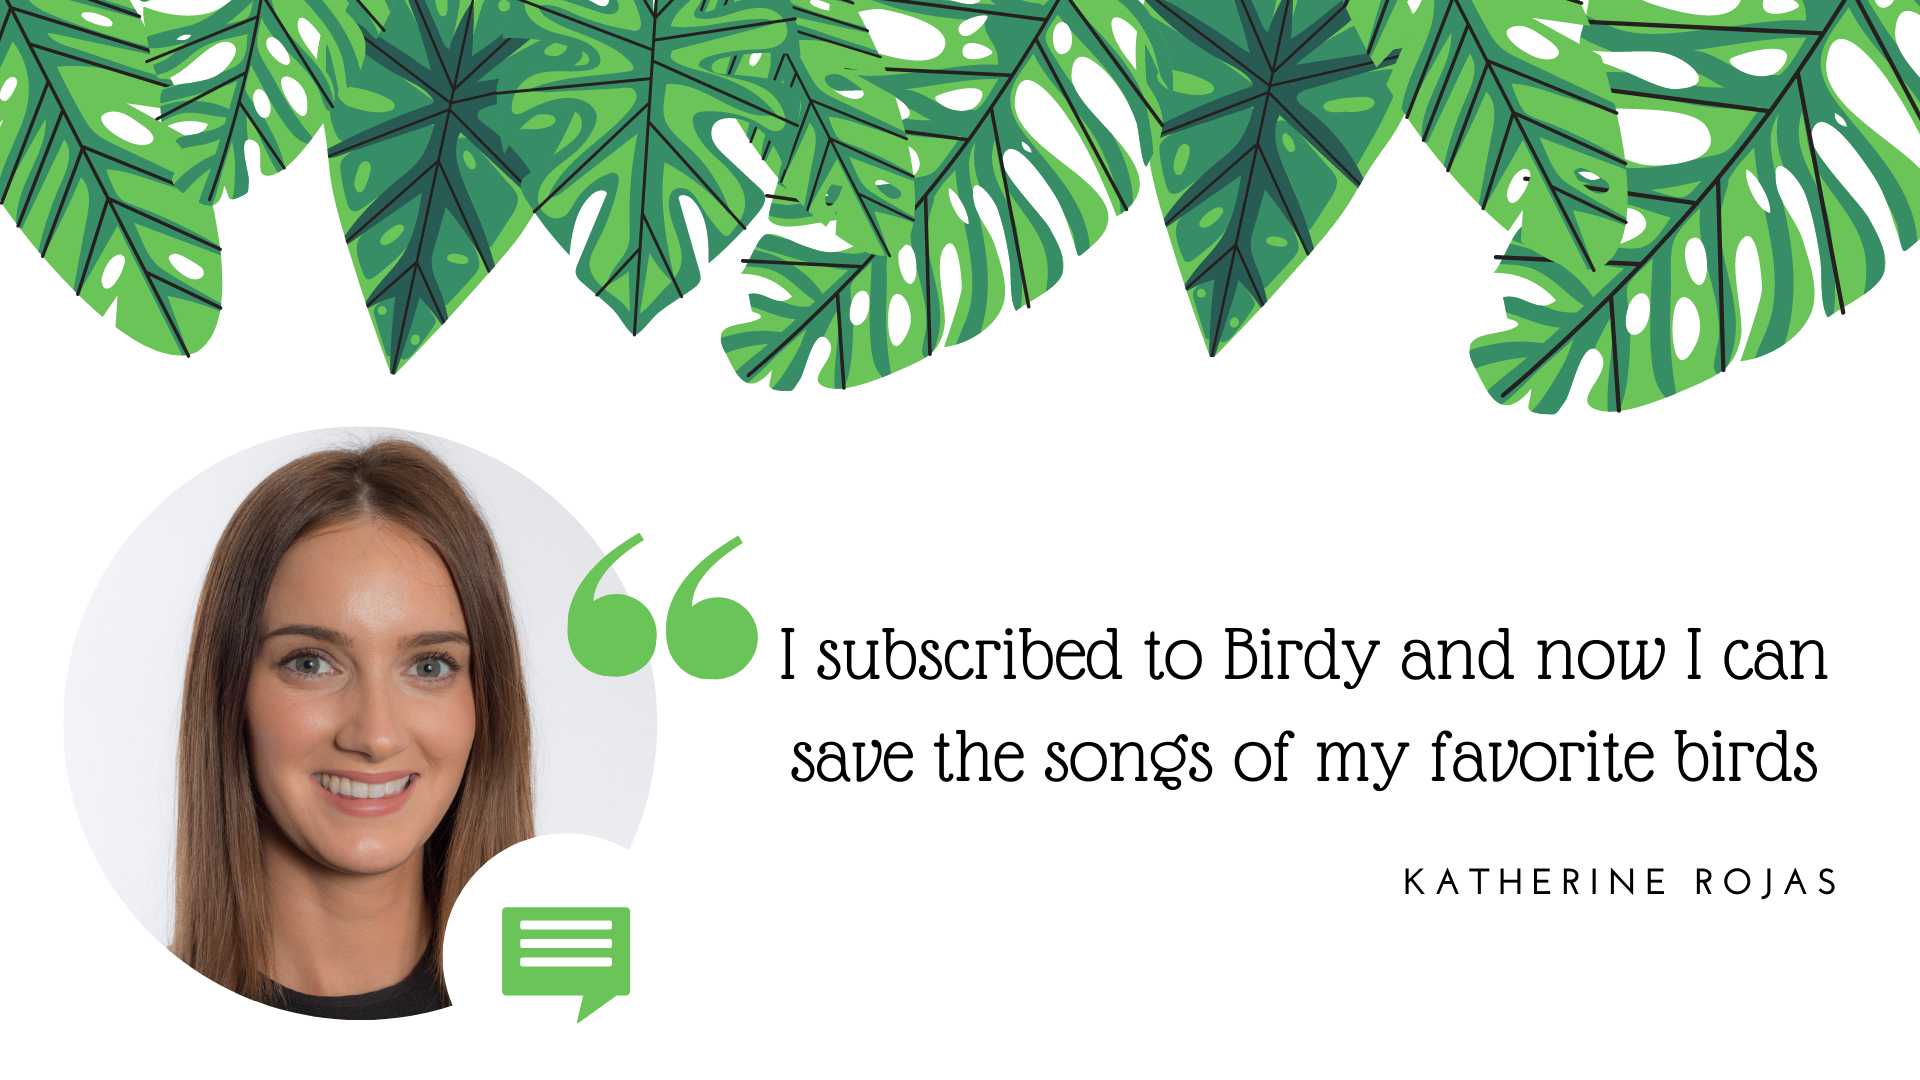 I subscribed to Birdy and now I can
save the songs of my favorite birds
KATHERINE ROJAS